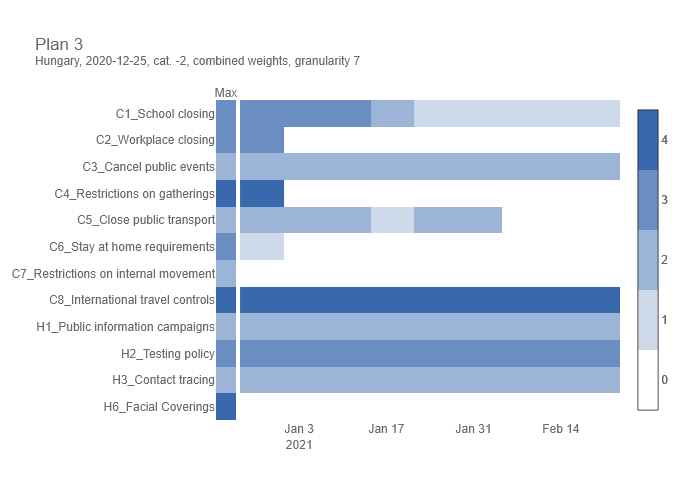 Plan 3
Hungary, 2020-12-25, cat. -2, combined weights, granularity 7
Max
C1_School closing
C2_Workplace closing
C3_Cancel public events
C4_Restrictions on gatherings
C5_Close public transport
C6_Stay at home requirements
C7_Restrictions on internal movement
C8_International travel controls
H1_Public information campaigns
H2_Testing policy
H3_Contact tracing
H6_Facial Coverings
4
3
2
1
0
Jan 3 Jan 17 Jan 31 Feb 14
2021